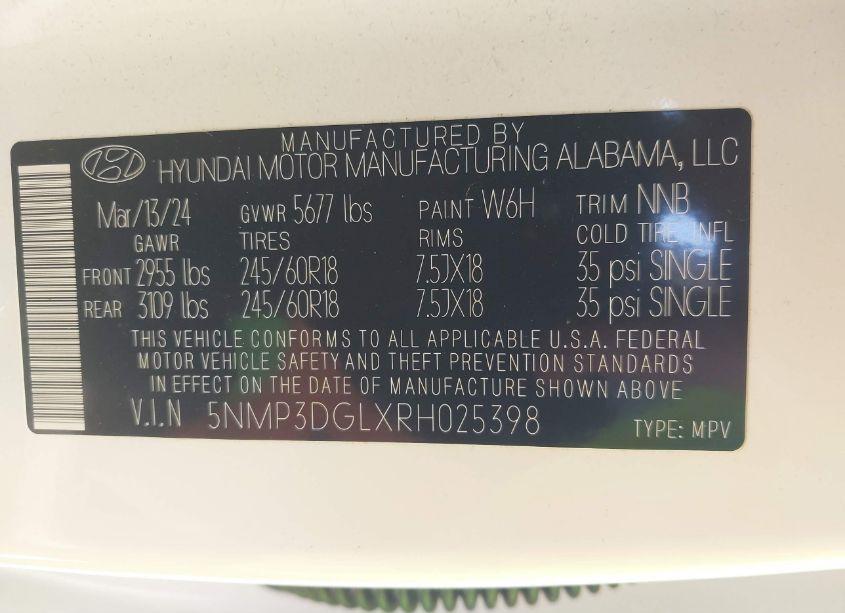 MANUFACTURED BY
HYUNDAI MOTOR MANUFACTURING ALABAMA, LLC
Mar/13/24 GVWR 5677 lbs PAINT W6H TRIM NNB
GAWR TIRES RIMS COLD TIRE INFL
FRONT 2955 lbs 245/60R18 7.5JX18 35 psi SINGLE
REAR 3109 lbs 245/60R18 7.5JX18 35 psi SINGLE
THIS VEHICLE CONFORMS TO ALL APPLICABLE U.S.A. FEDERAL
MOTOR VEHICLE SAFETY AND THEFT PREVENTION STANDARDS
IN EFFECT ON THE DATE OF MANUFACTURE SHOWN ABOVE
V.I.N 5NMP3DGLXRH025398 TYPE: MPV